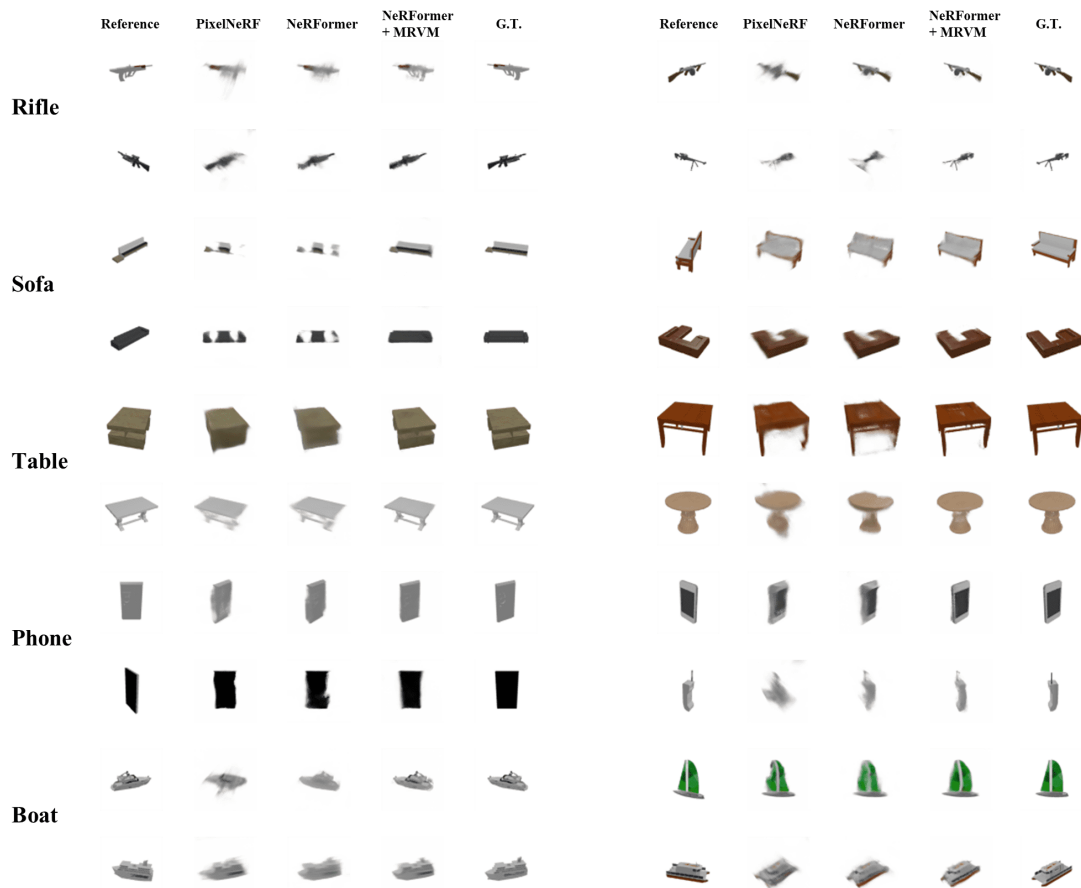 Reference PixelNeRF NeRFormer NeRFormer + MRVM G.T. Reference PixelNeRF NeRFormer NeRFormer + MRVM G.T.
Rifle
Sofa
Table
Phone
Boat